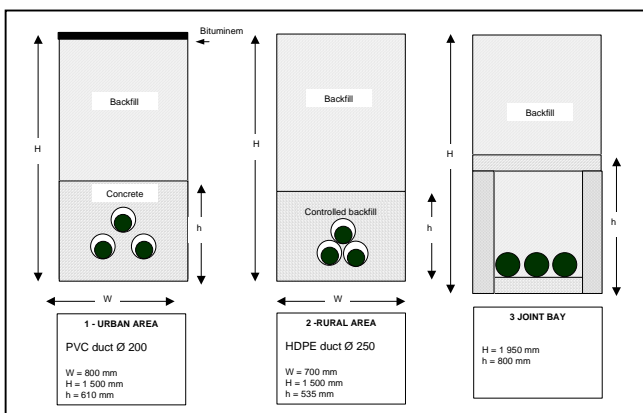 Bituminem
Backfill
H
Concrete
h
W
1 - URBAN AREA
PVC duct Ø 200
W = 800 mm
H = 1 500 mm
h = 610 mm
Backfill
H
Controlled backfill
h
W
2 -RURAL AREA
HDPE duct Ø 250
W = 700 mm
H = 1 500 mm
h = 535 mm
Backfill
H
h
3 JOINT BAY
H = 1 950 mm
h = 800 mm